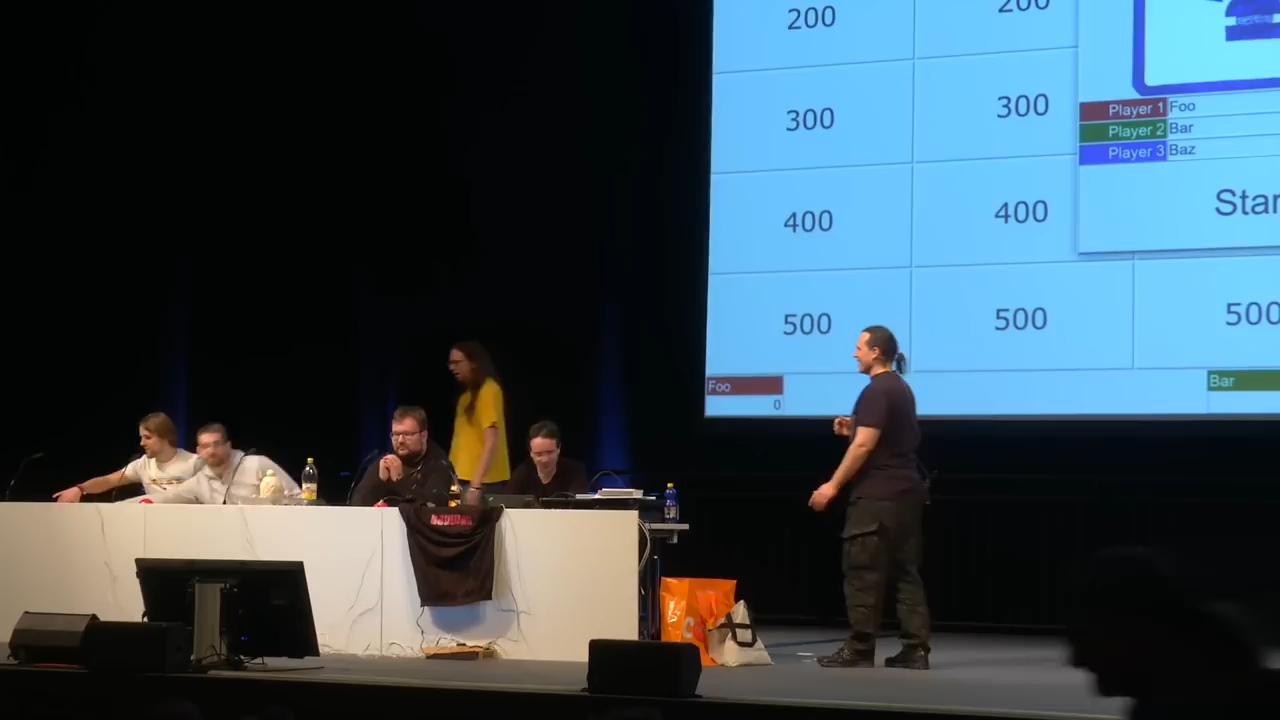 200
200
300
300
Player 1 Foo
Player 2 Bar
Player 3 Baz
400
400
Star
500
500
500
Foo
0
Bar